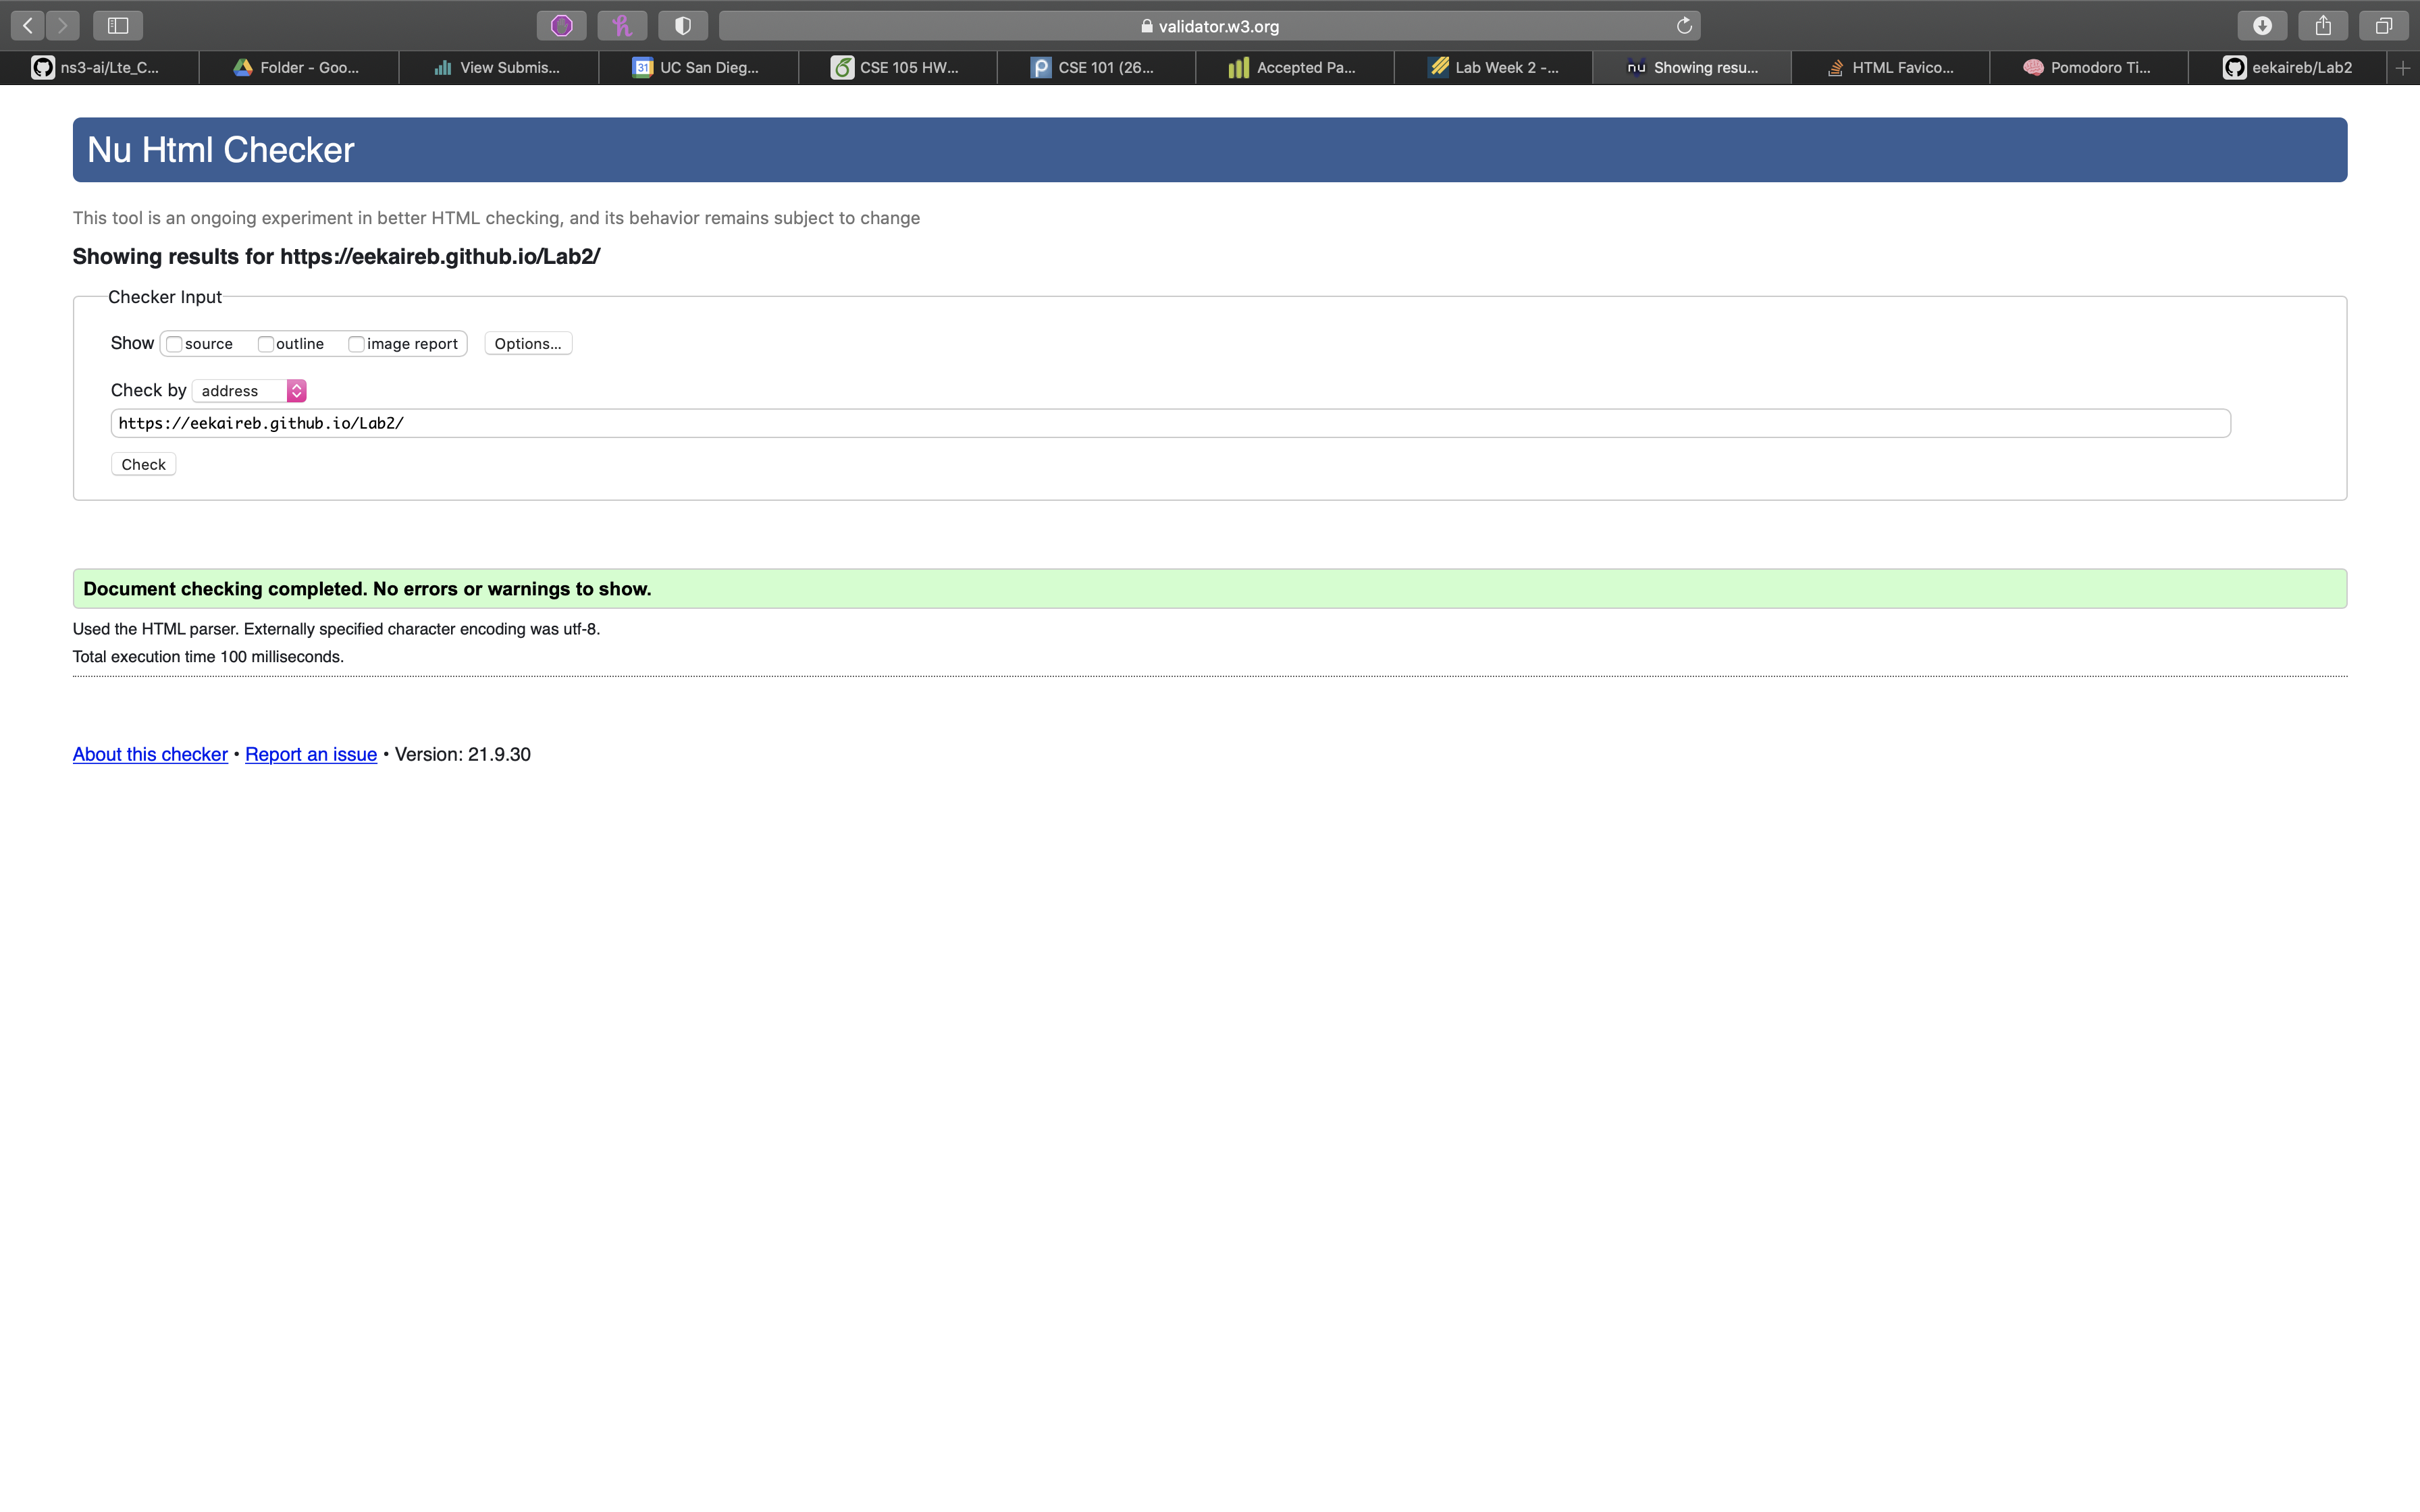 validator.w3.org
ns3-ai/Lte_C...
Folder - Goo...
View Submis...
31
UC San Dieg...
CSE 105 HW...
CSE 101 (26...
Accepted Pa...
Lab Week 2 -...
nu
Showing resu...
HTML Favico...
Pomodoro Ti...
eekaireb/Lab2
Nu Html Checker
This tool is an ongoing experiment in better HTML checking, and its behavior remains subject to change
Showing results for https://eekaireb.github.io/Lab2/
Checker Input
Show source outline image report Options...
Check by address
https://eekaireb.github.io/Lab2/
Check
Document checking completed. No errors or warnings to show.
Used the HTML parser. Externally specified character encoding was utf-8.
Total execution time 100 milliseconds.
About this checker • Report an issue • Version: 21.9.30